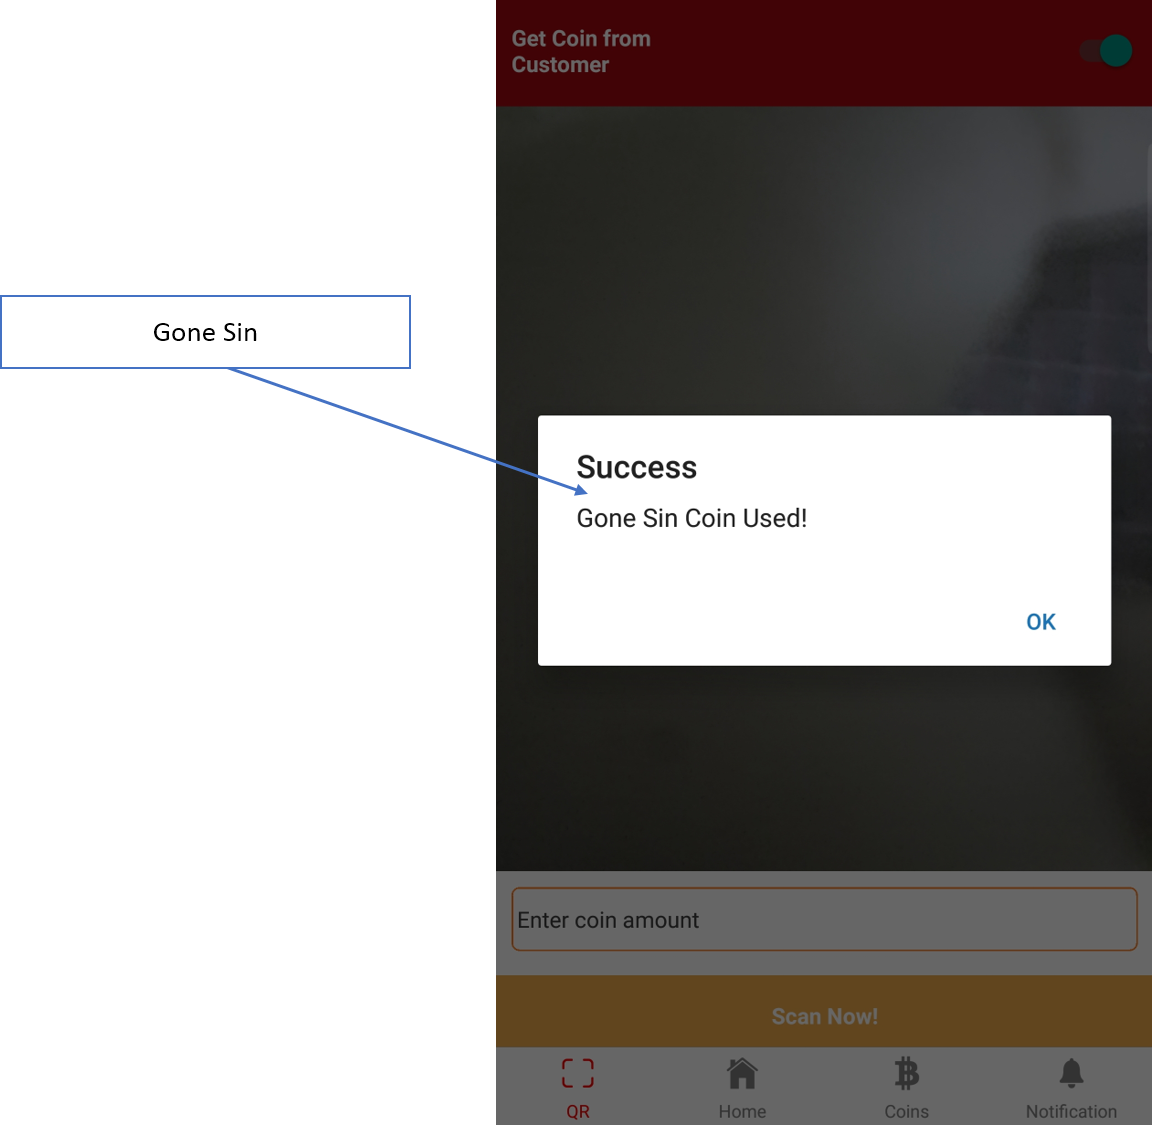 Get Coin from
Customer
Gone Sin
Success
Gone Sin Coin Used!
OK
Enter coin amount
Scan Now!
QR
Home
Coins
Notification